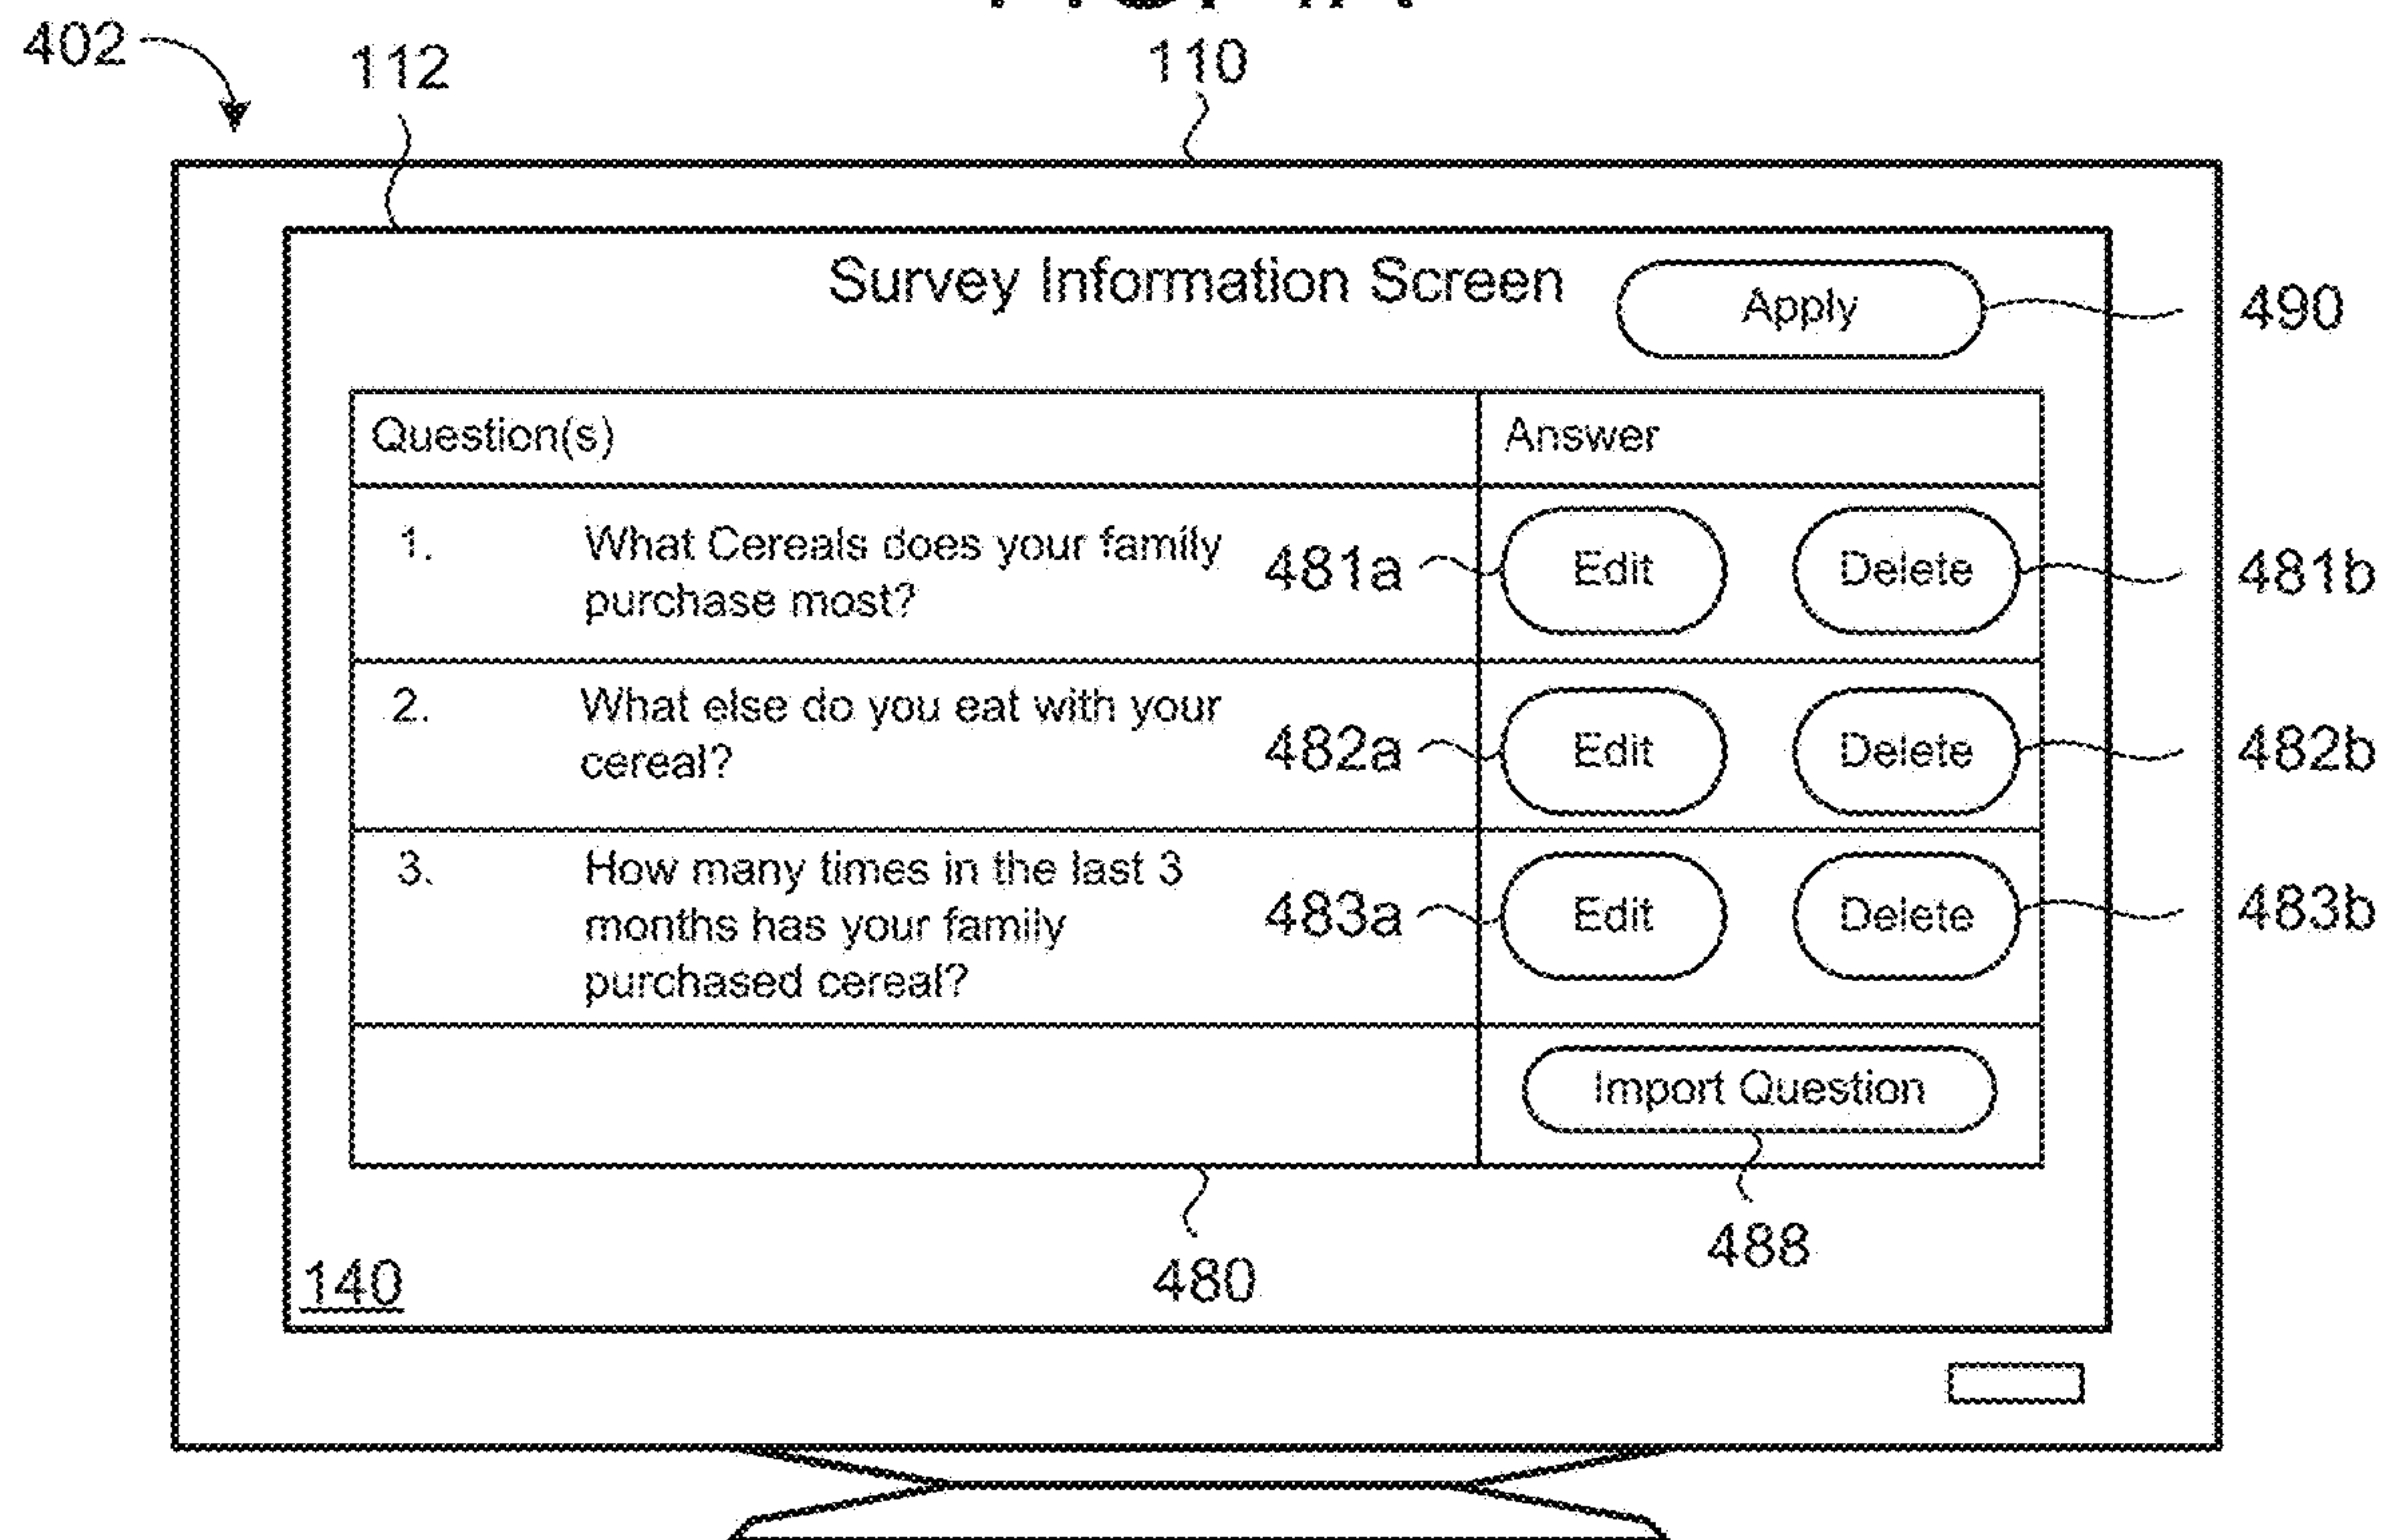 402
112
110
Survey Information Screen
Apply
490
Question(s)
Answer
1.
What Cereals does your family
purchase most?
481a
Edit
Delete
481b
2.
What else do you eat with your
cereal?
482a
Edit
Delete
482b
3.
How many times in the last 3
months has your family
purchased cereal?
483a
Edit
Delete
483b
Import Question
488
480
140